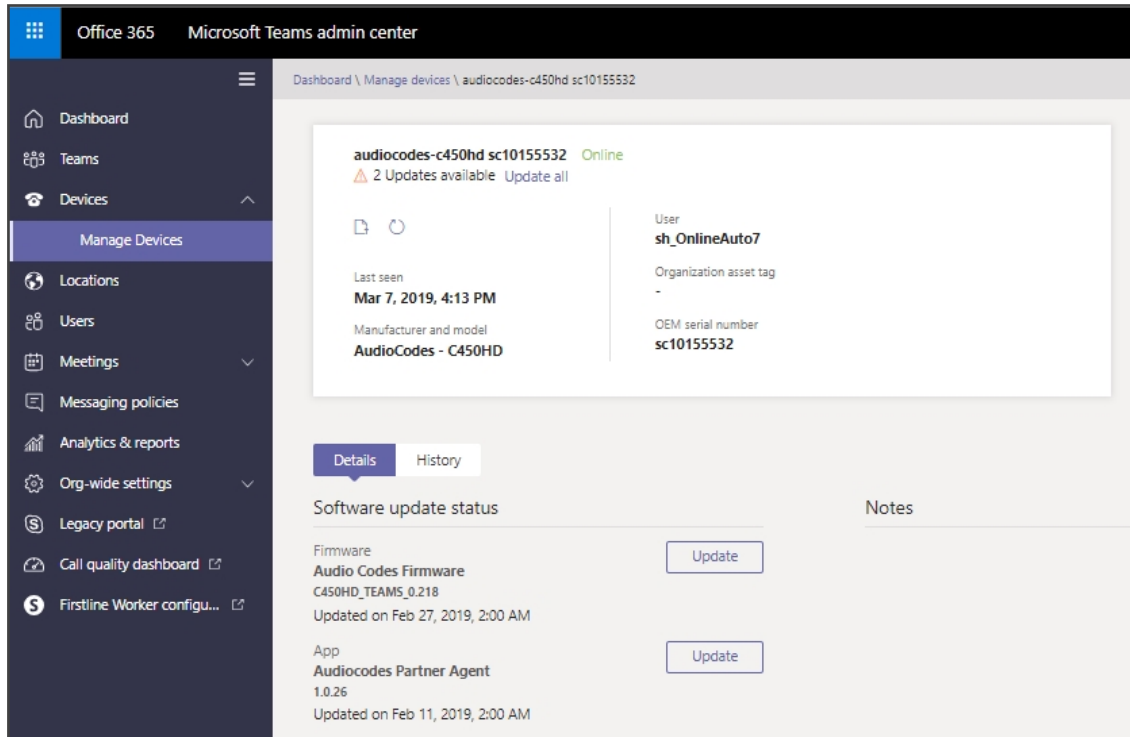 Office 365 Microsoft Teams admin center
Dashboard \ Manage devices \ audiocodes-c450hd sc10155532
Dashboard
Teams
Devices
Manage Devices
Locations
Users
Meetings
Messaging policies
Analytics & reports
Org-wide settings
Legacy portal
Call quality dashboard
Firstline Worker configu...
audiocodes-c450hd sc10155532 Online
2 Updates available Update all
Last seen
Mar 7, 2019, 4:13 PM
Manufacturer and model
AudioCodes - C450HD
User
sh_OnlineAuto7
Organization asset tag
-
OEM serial number
sc10155532
Details History
Software update status
Firmware
Audio Codes Firmware
C450HD_TEAMS_0.218
Updated on Feb 27, 2019, 2:00 AM
Update
App
Audiocodes Partner Agent
1.0.26
Updated on Feb 11, 2019, 2:00 AM
Update
Notes